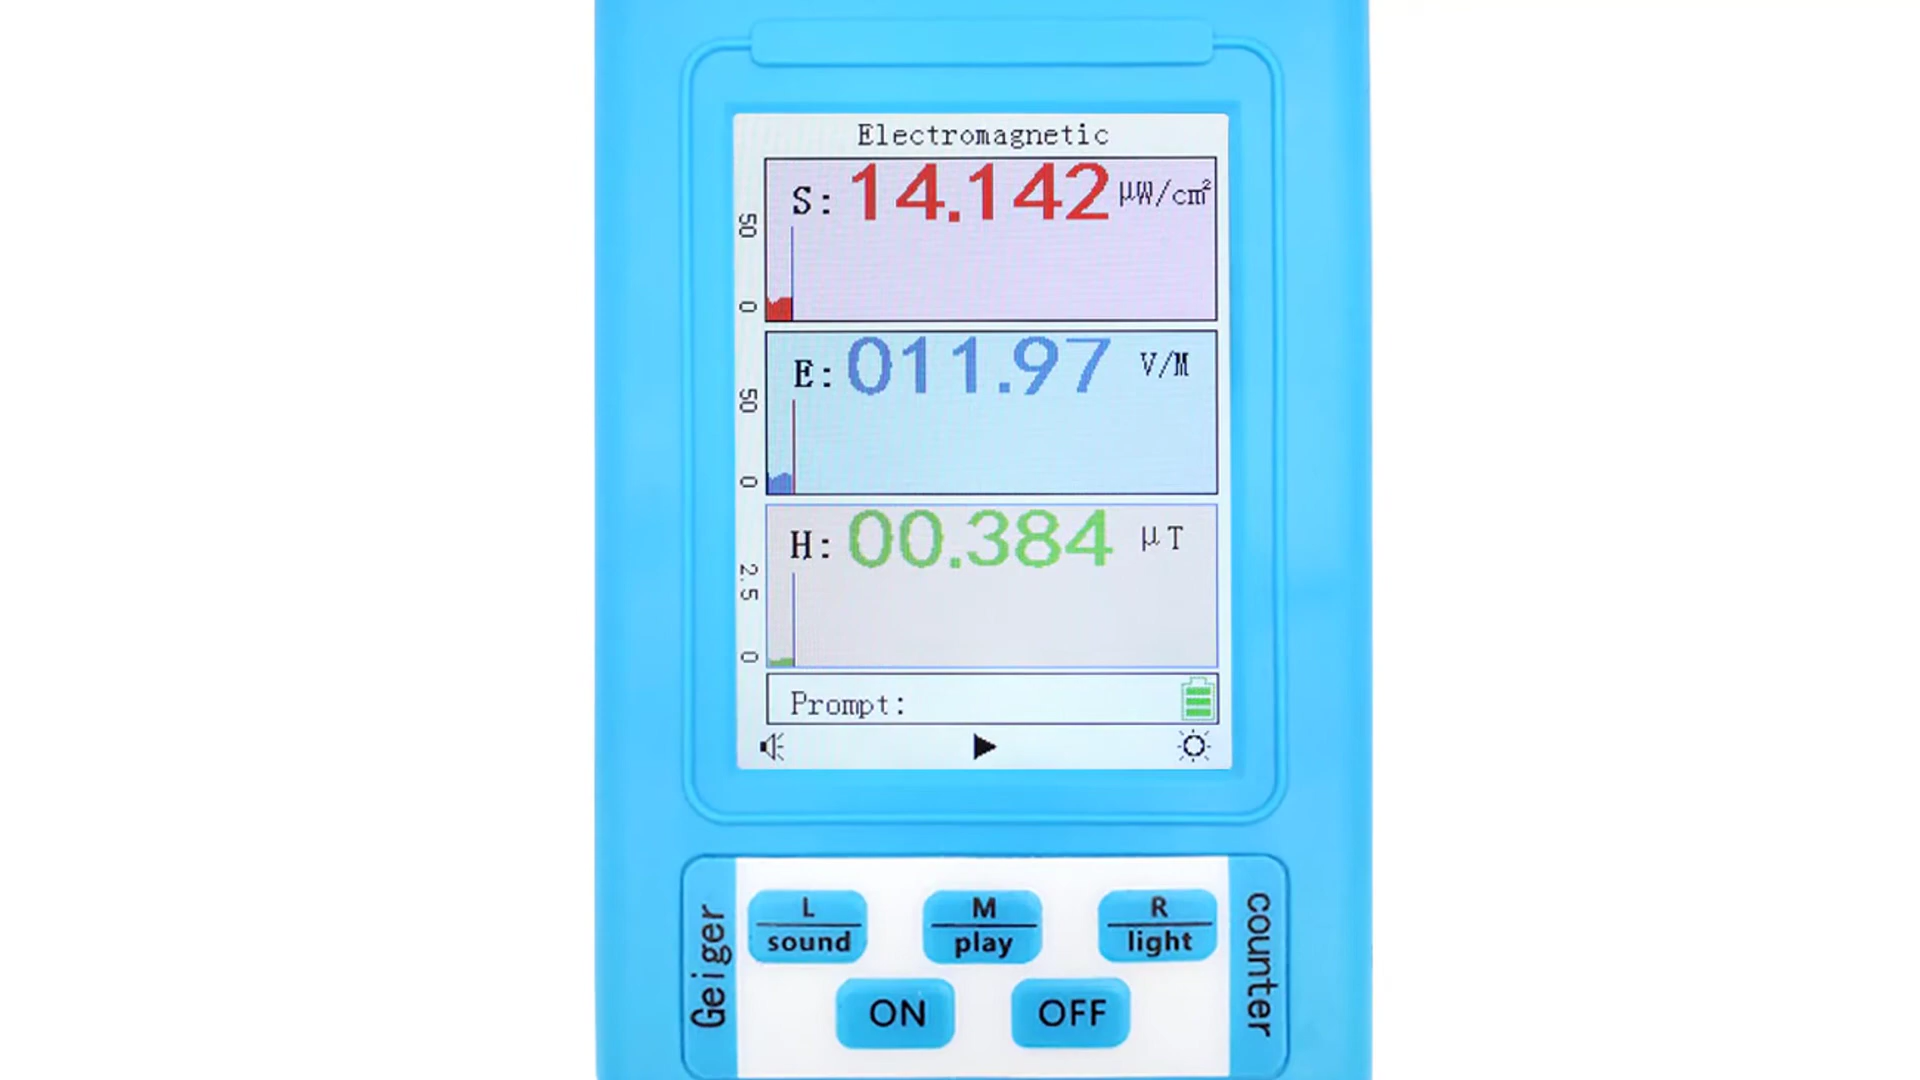 Electromagnetic
S: 14.142 μW/cm²
50
0
E: 011.97 V/M
50
0
H: 00.384 μT
2.5
0
Prompt:
L
sound
M
play
R
light
Geiger
counter
ON
OFF